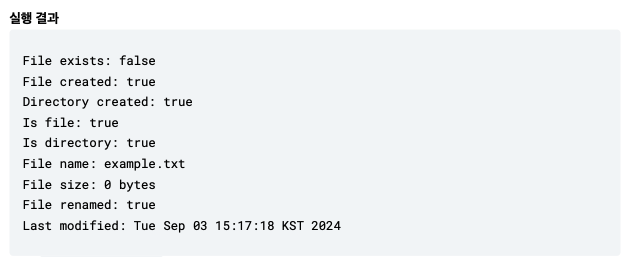 실행 결과
File exists: false
File created: true
Directory created: true
Is file: true
Is directory: true
File name: example.txt
File size: 0 bytes
File renamed: true
Last modified: Tue Sep 03 15:17:18 KST 2024